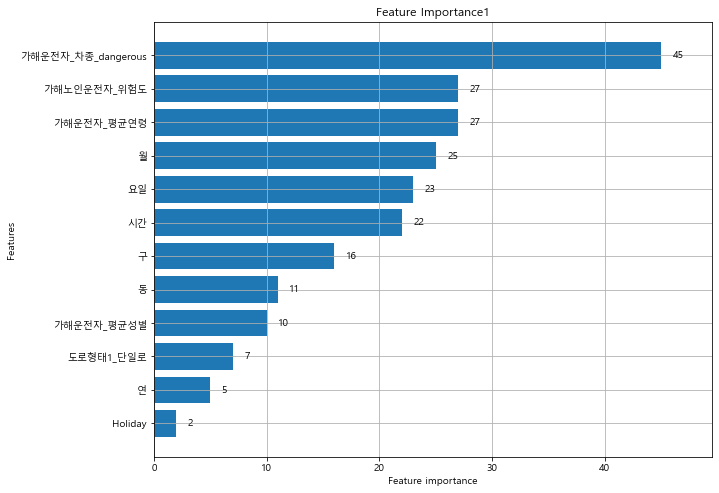 Feature Importance1
가해운전자_차종_dangerous
45
가해노인운전자_위험도
27
가해운전자_평균연령
27
월
25
요일
23
시간
22
구
16
동
11
가해운전자_평균성별
10
도로형태1_단일로
7
연
5
Holiday
2
Features
0
10
20
30
40
Feature importance